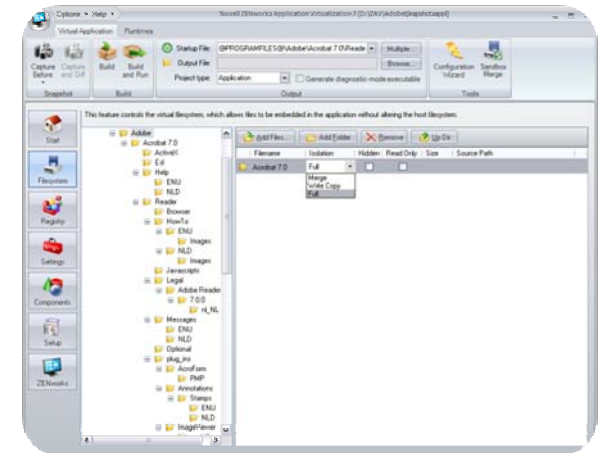 Options Help Novell ZENworks Application Virtualization
Virtual Application Runtimes
Startup File: @PROGRAMFILES@\Adobe\Acrobat 7.0\Reade Multiple...
Output File: Browse...
Project type: Application Generate diagnostic-mode executable
Capture Before Capture and Diff Build Build and Run Configuration Wizard Sandbox Merge
Snapshot Build Output Tools
This feature controls the virtual filesystem, which allows files to be embedded in the application without altering the host filesystem.
Start
Filesystem
Registry
Settings
Components
Setup
ZENworks
Adobe
Acrobat 7.0
ActiveX
Esl
Help
ENU
NLD
Reader
Browser
HowTo
ENU
Images
NLD
Images
Javascripts
Legal
Adobe Reader
7.0.0
nl_NL
Messages
ENU
NLD
Optional
plug_ins
AcroForm
PMP
Annotations
Stamps
ENU
NLD
ImageViewer
Add Files... Add Folder Remove Up Dir
Filename Isolation Hidden Read Only Size Source Path
Acrobat 7.0 Full
Merge
Write Copy
Full